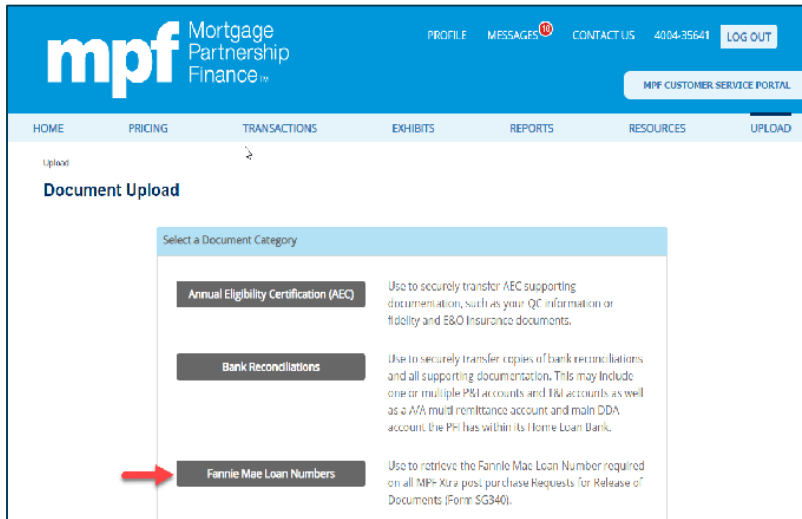 mpf Mortgage
Partnership
Finance™
PROFILE MESSAGES 10 CONTACT US 4004-35641 LOG OUT
MPF CUSTOMER SERVICE PORTAL
HOME PRICING TRANSACTIONS EXHIBITS REPORTS RESOURCES UPLOAD
Upload
Document Upload
Select a Document Category
Annual Eligibility Certification (AEC)
Use to securely transfer AEC supporting
documentation, such as your QC information or
fidelity and E&O Insurance documents.
Bank Reconciliations
Use to securely transfer copies of bank reconciliations
and all supporting documentation. This may include
one or multiple P&I accounts and T&I accounts as well
as a A/A multi remittance account and main DDA
account the PFI has within its Home Loan Bank.
Fannie Mae Loan Numbers
Use to retrieve the Fannie Mae Loan Number required
on all MPF Xtra post purchase Requests for Release of
Documents (Form SG340).